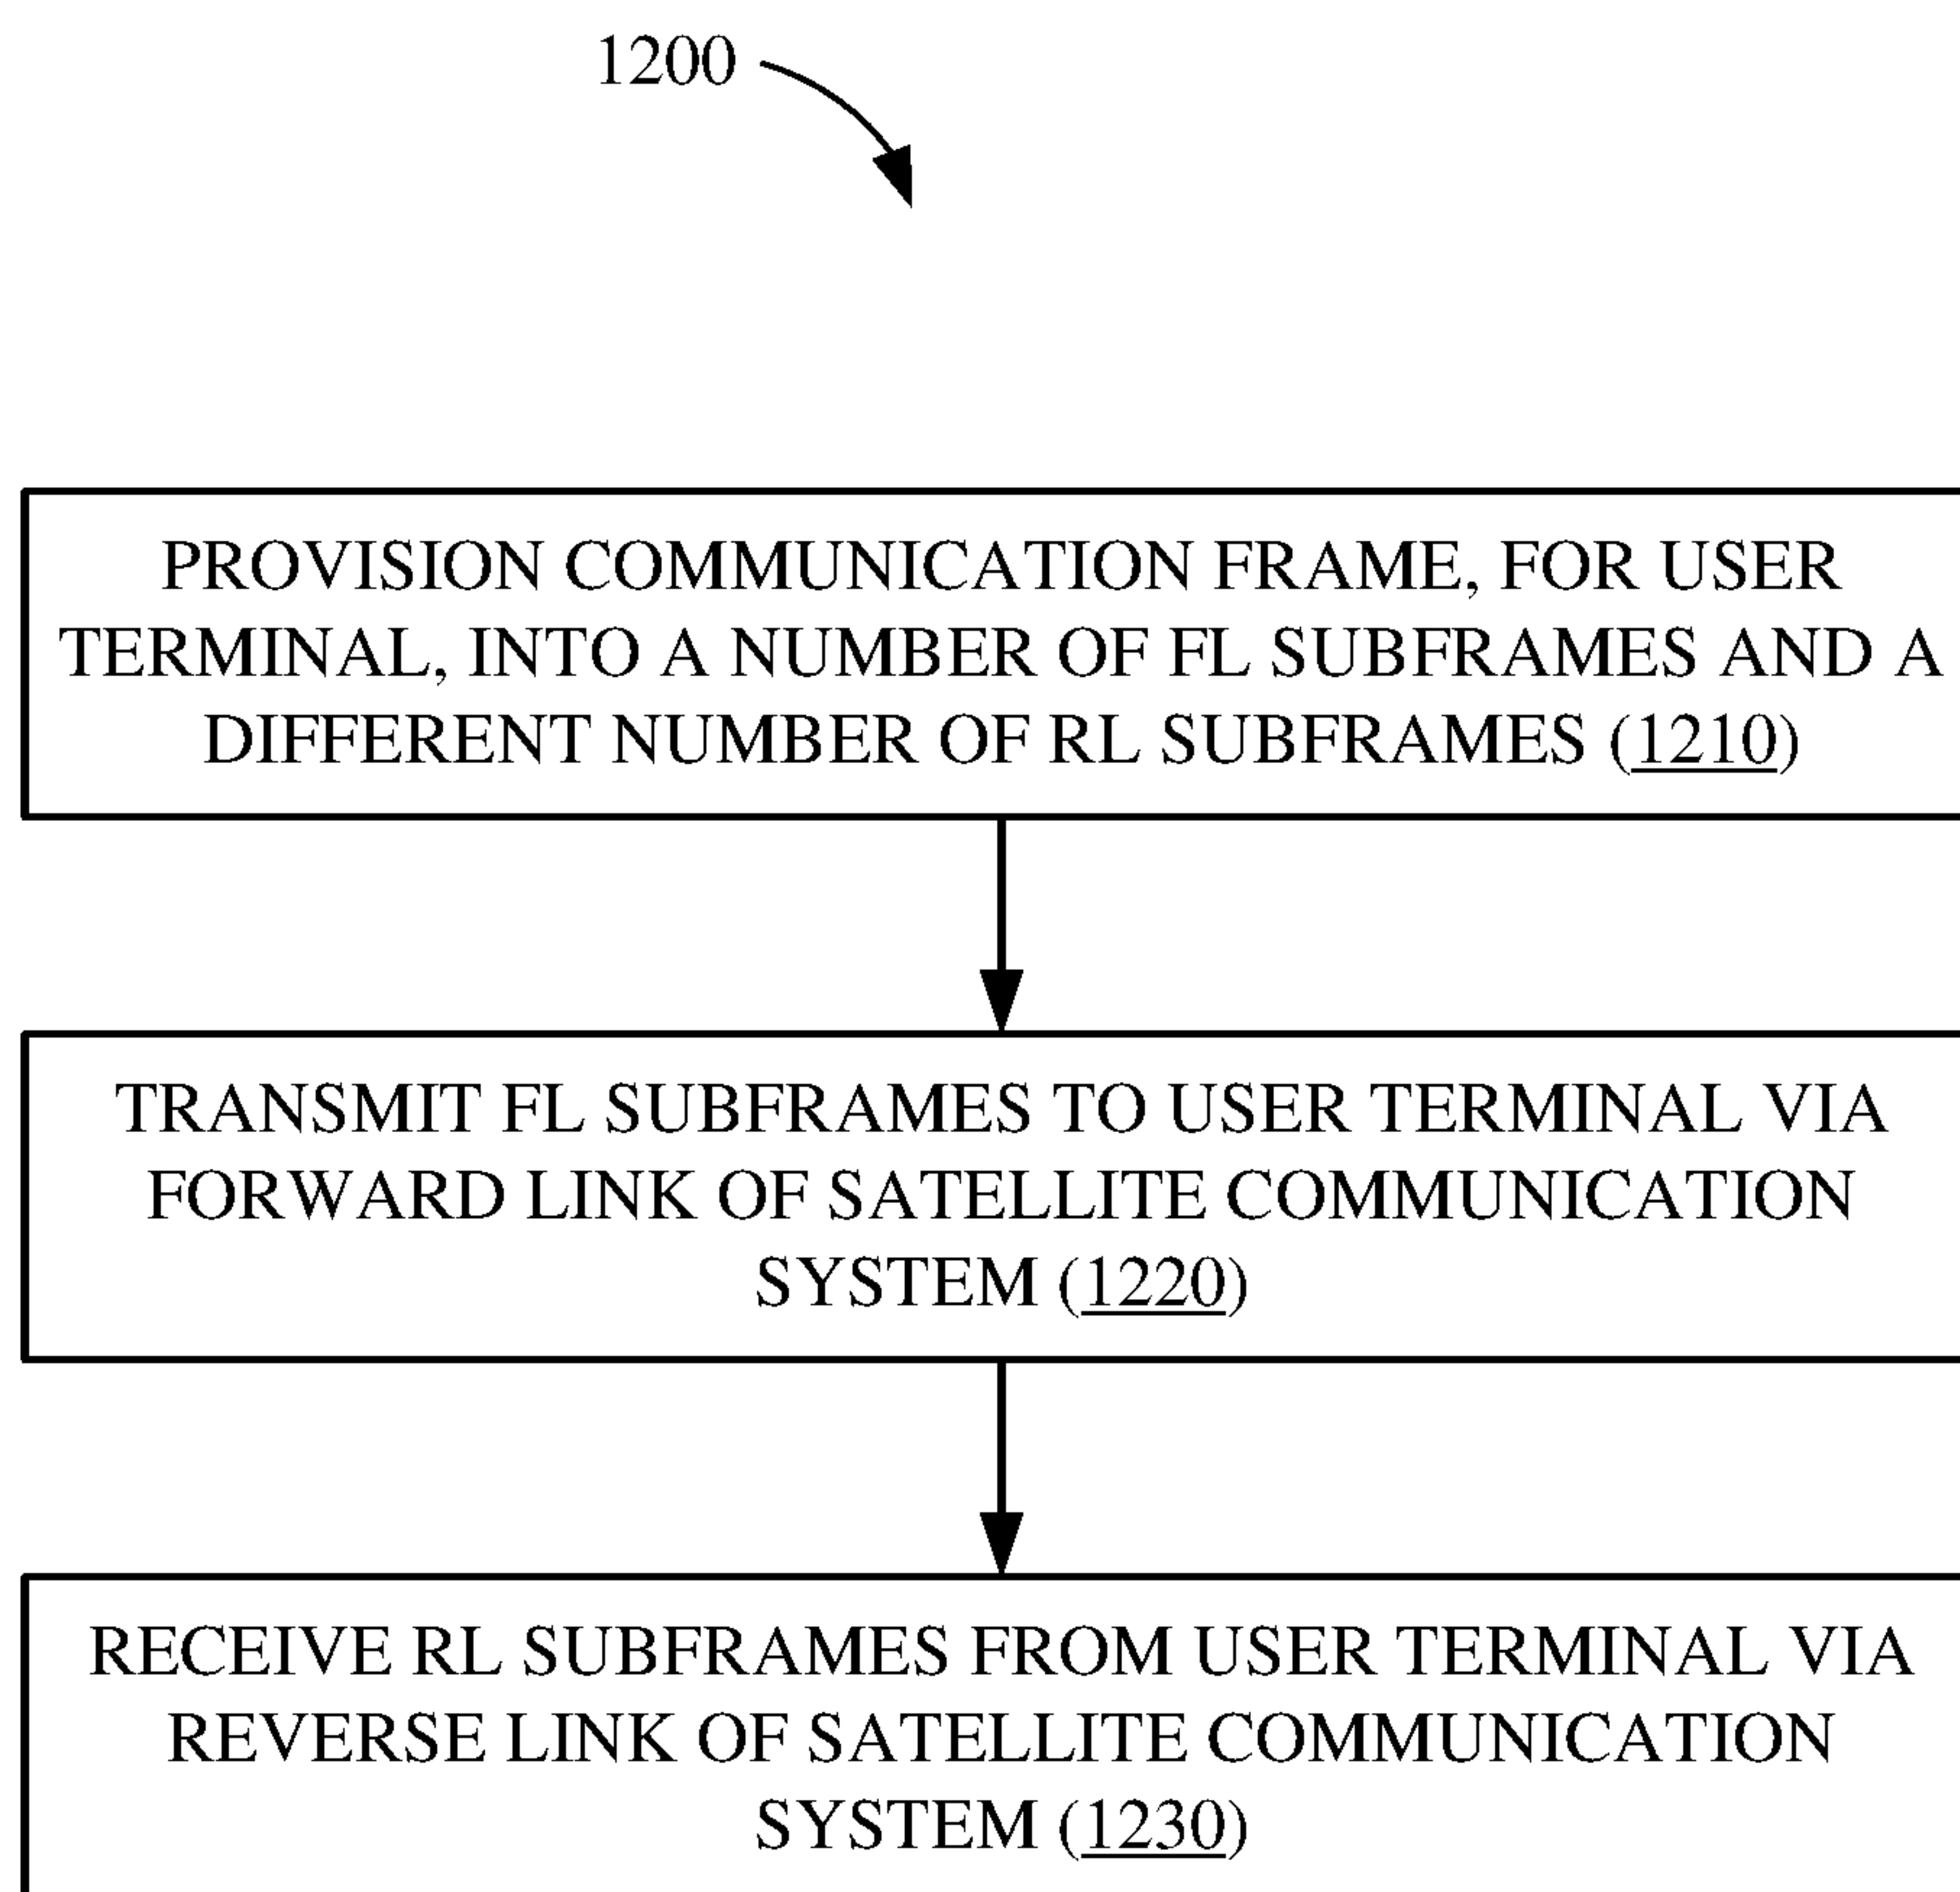 1200
PROVISION COMMUNICATION FRAME, FOR USER
TERMINAL, INTO A NUMBER OF FL SUBFRAMES AND A
DIFFERENT NUMBER OF RL SUBFRAMES (1210)
TRANSMIT FL SUBFRAMES TO USER TERMINAL VIA
FORWARD LINK OF SATELLITE COMMUNICATION
SYSTEM (1220)
RECEIVE RL SUBFRAMES FROM USER TERMINAL VIA
REVERSE LINK OF SATELLITE COMMUNICATION
SYSTEM (1230)